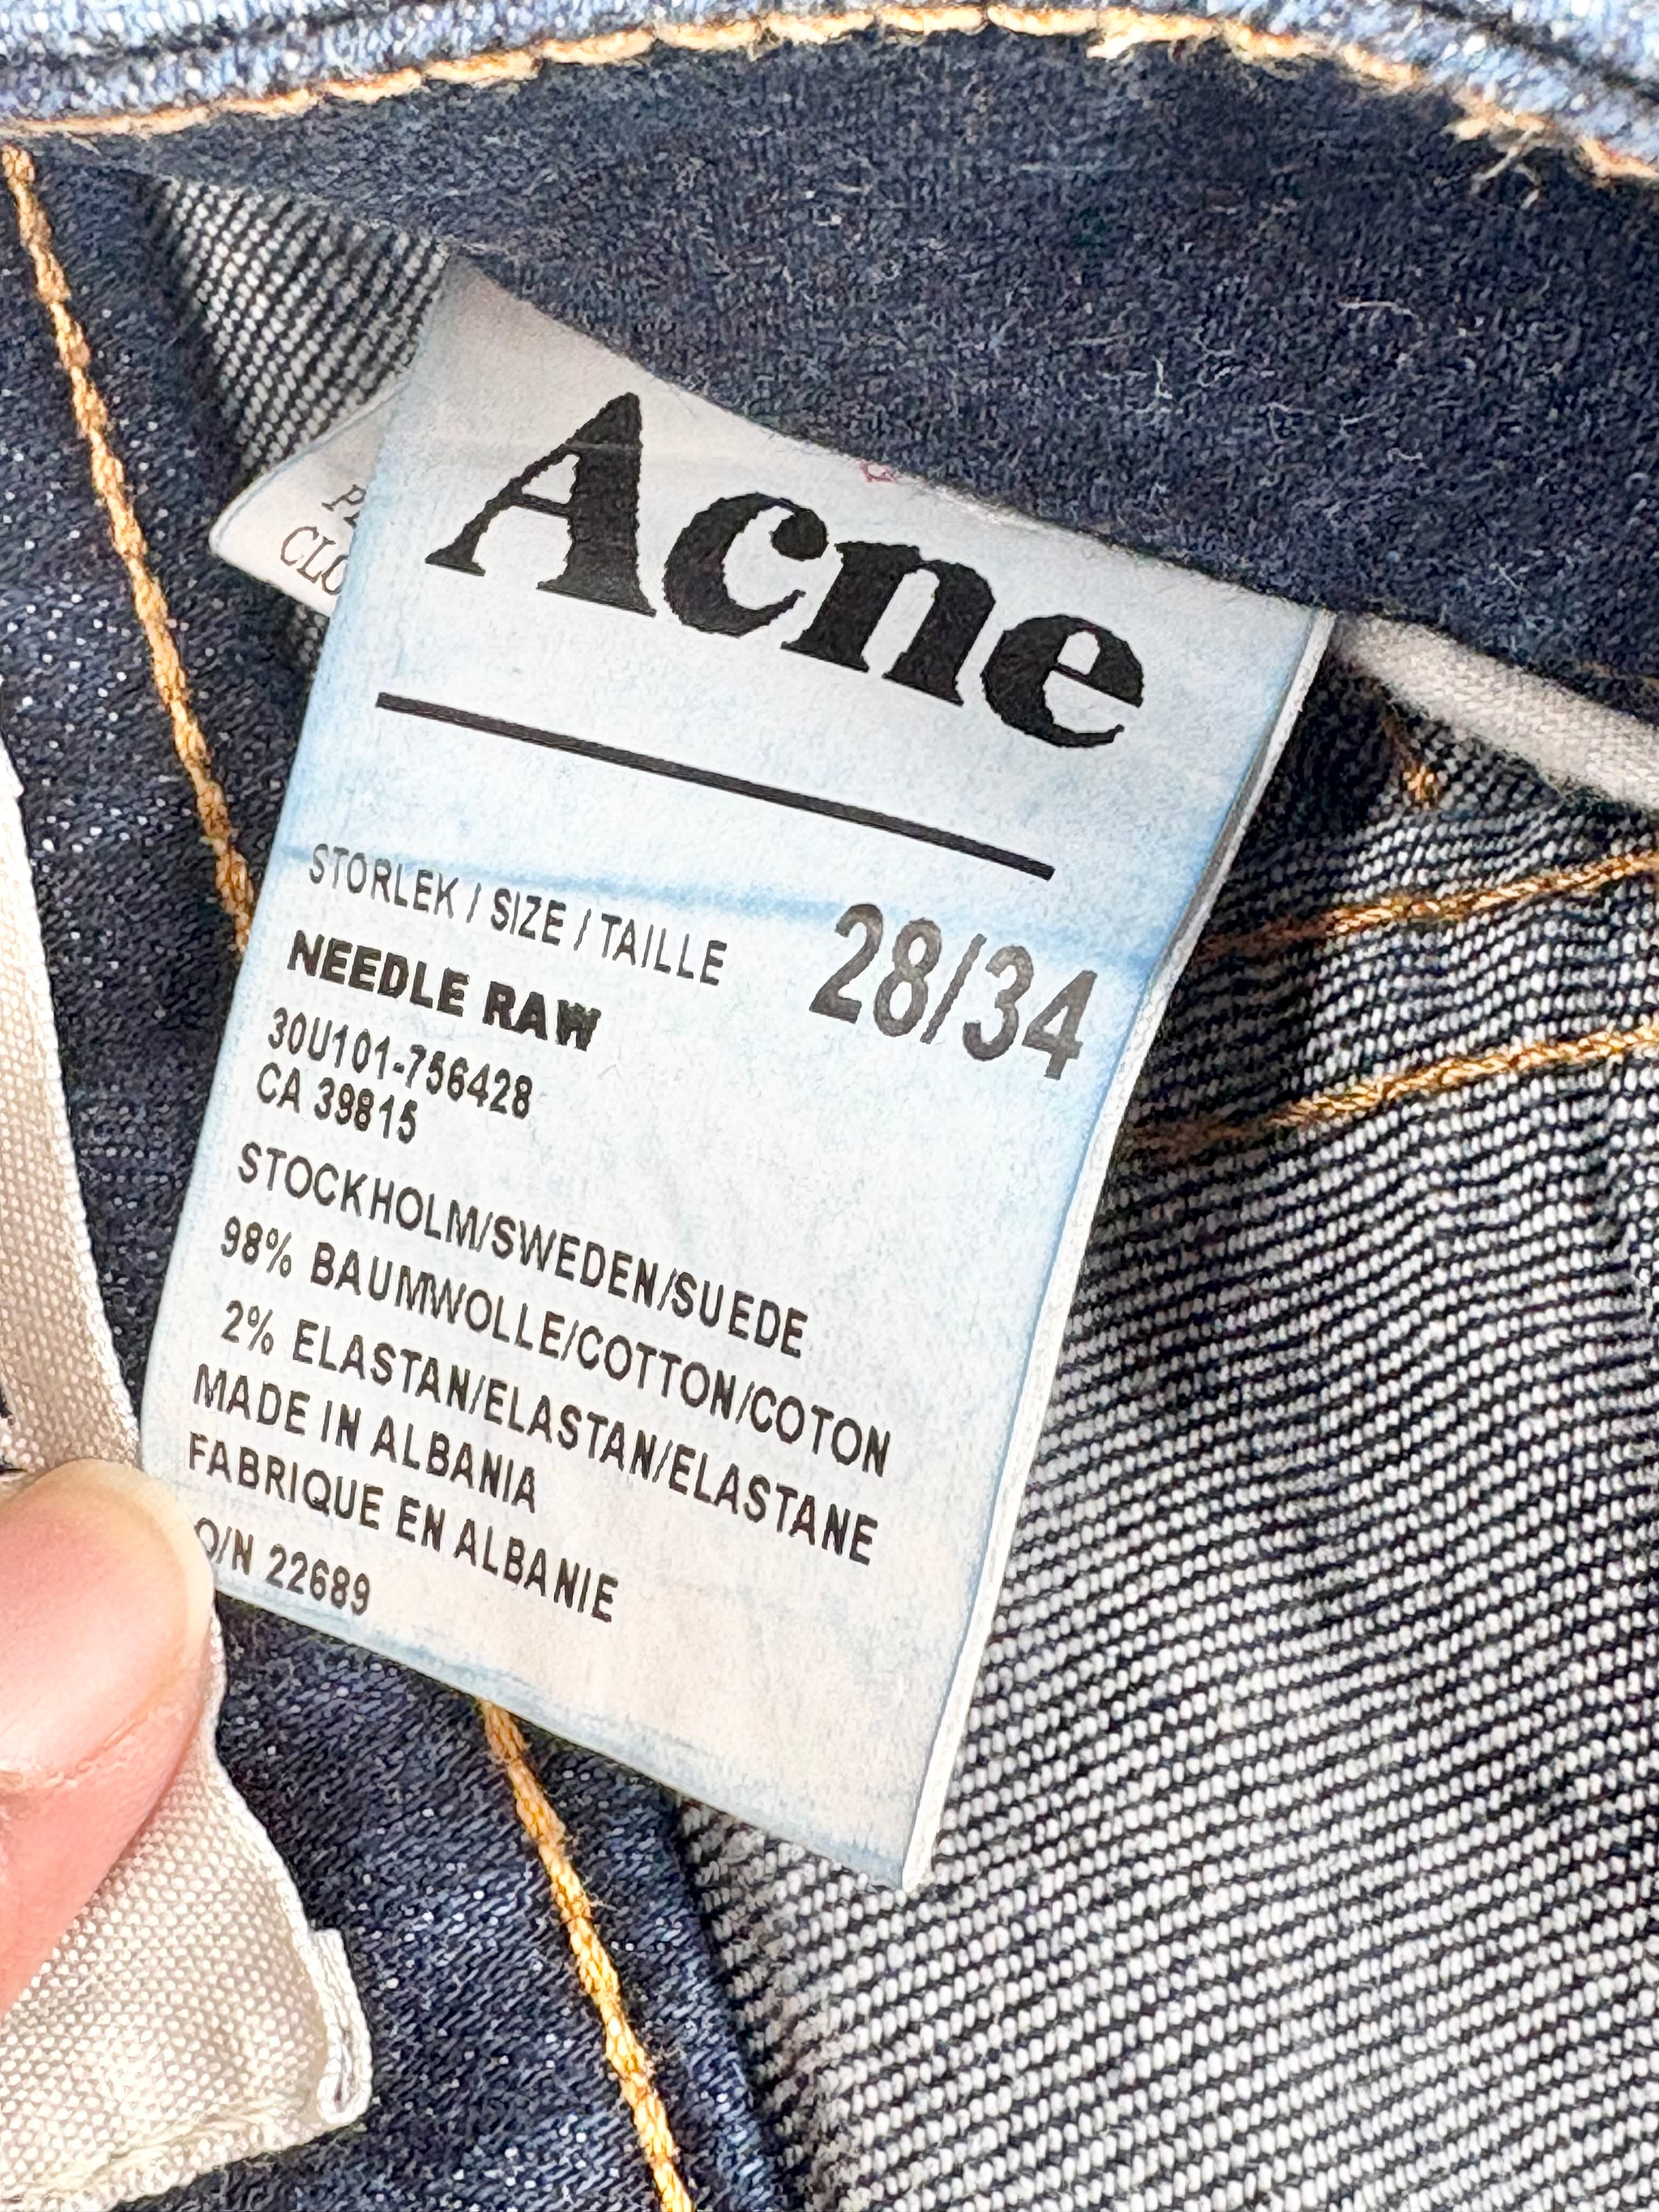 Acne
STORLEK / SIZE / TAILLE 28/34
NEEDLE RAW
30U101-756428
CA 39815
STOCKHOLM/SWEDEN/SUEDE
98% BAUMWOLLE/COTTON/COTON
2% ELASTAN/ELASTAN/ELASTANE
MADE IN ALBANIA
FABRIQUE EN ALBANIE
O/N 22689
CLO